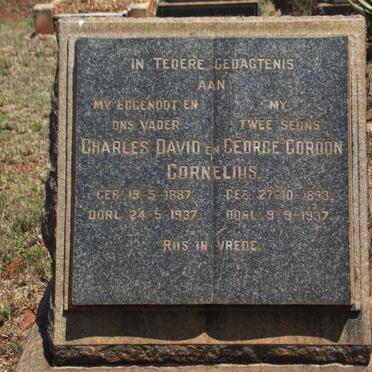 IN TEDERE GEDAGTENIS
AAN
MY EGGENOOT EN MY
ONS VADER TWEE SEUNS
CHARLES DAVID EN GEORGE GORDON
CORNELIUS.
GEB. 19-5-1887. GEB. 27-10-1893.
OORL. 24-5-1937. OORL. 9-9-1937.
RUS IN VREDE